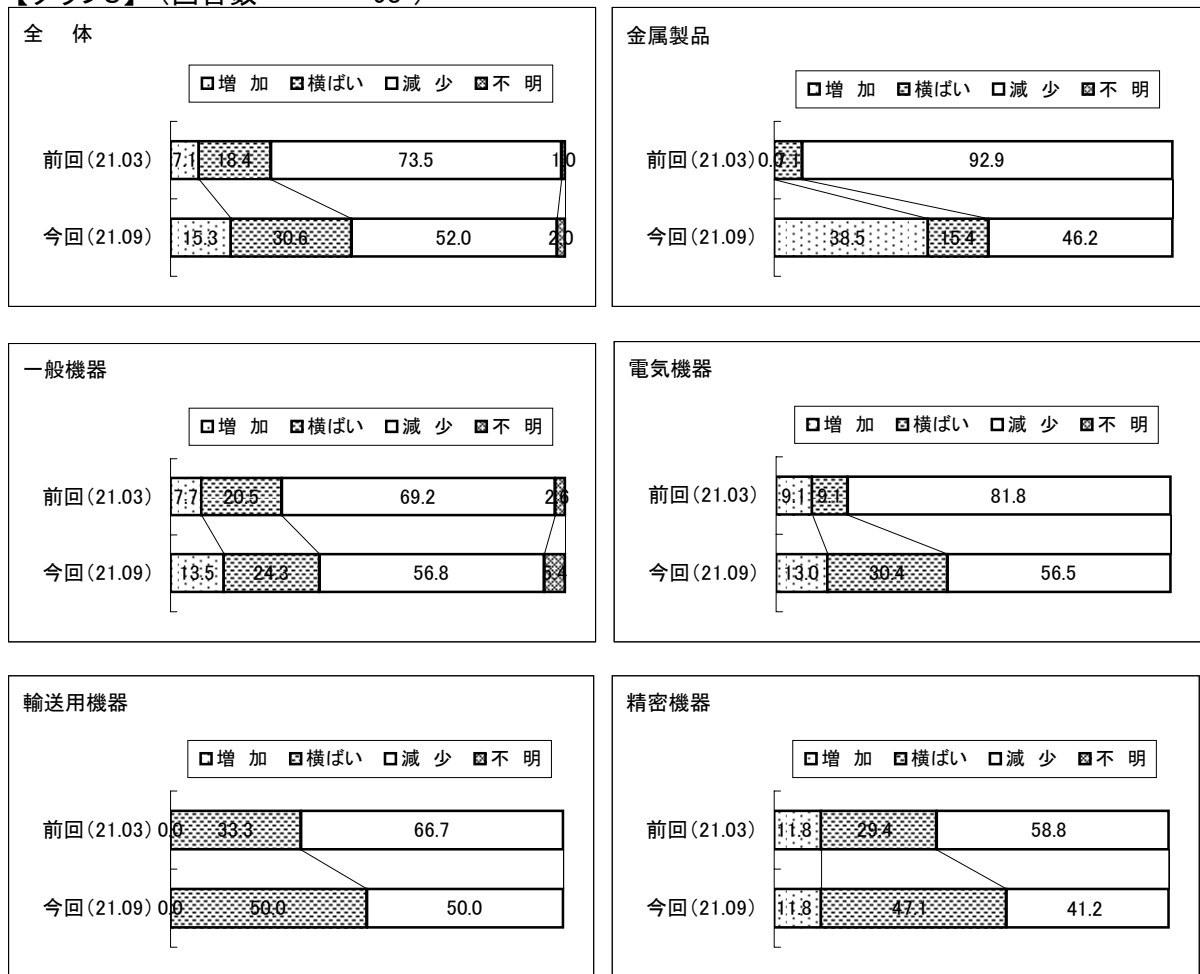 全 体
□増 加 横ばい □減 少 不 明
前回(21.03) 7.1 18.4 73.5 1.0
今回(21.09) 15.3 30.6 52.0 2.0
金属製品
□増 加 横ばい □減 少 不 明
前回(21.03) 0.0 7.1 92.9
今回(21.09) 38.5 15.4 46.2
一般機器
□増 加 横ばい □減 少 不 明
前回(21.03) 7.7 20.5 69.2 2.6
今回(21.09) 13.5 24.3 56.8 5.4
電気機器
□増 加 横ばい □減 少 不 明
前回(21.03) 9.1 9.1 81.8
今回(21.09) 13.0 30.4 56.5
輸送用機器
□増 加 横ばい □減 少 不 明
前回(21.03) 0.0 33.3 66.7
今回(21.09) 0.0 50.0 50.0
精密機器
□増 加 横ばい □減 少 不 明
前回(21.03) 11.8 29.4 58.8
今回(21.09) 11.8 47.1 41.2